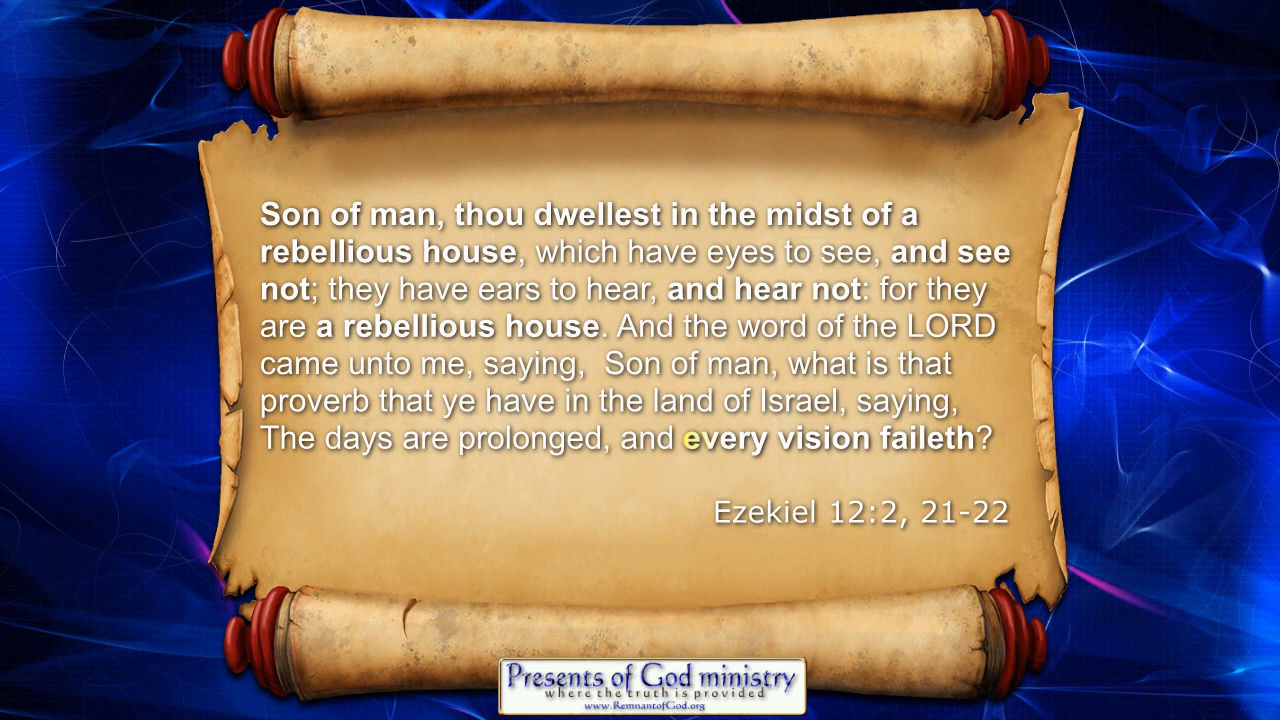 Son of man, thou dwellest in the midst of a
rebellious house, which have eyes to see, and see
not; they have ears to hear, and hear not: for they
are a rebellious house. And the word of the LORD
came unto me, saying,  Son of man, what is that
proverb that ye have in the land of Israel, saying,
The days are prolonged, and every vision faileth?
Ezekiel 12:2, 21-22
Presents of God ministry
where the truth is provided
www.RemnantofGod.org